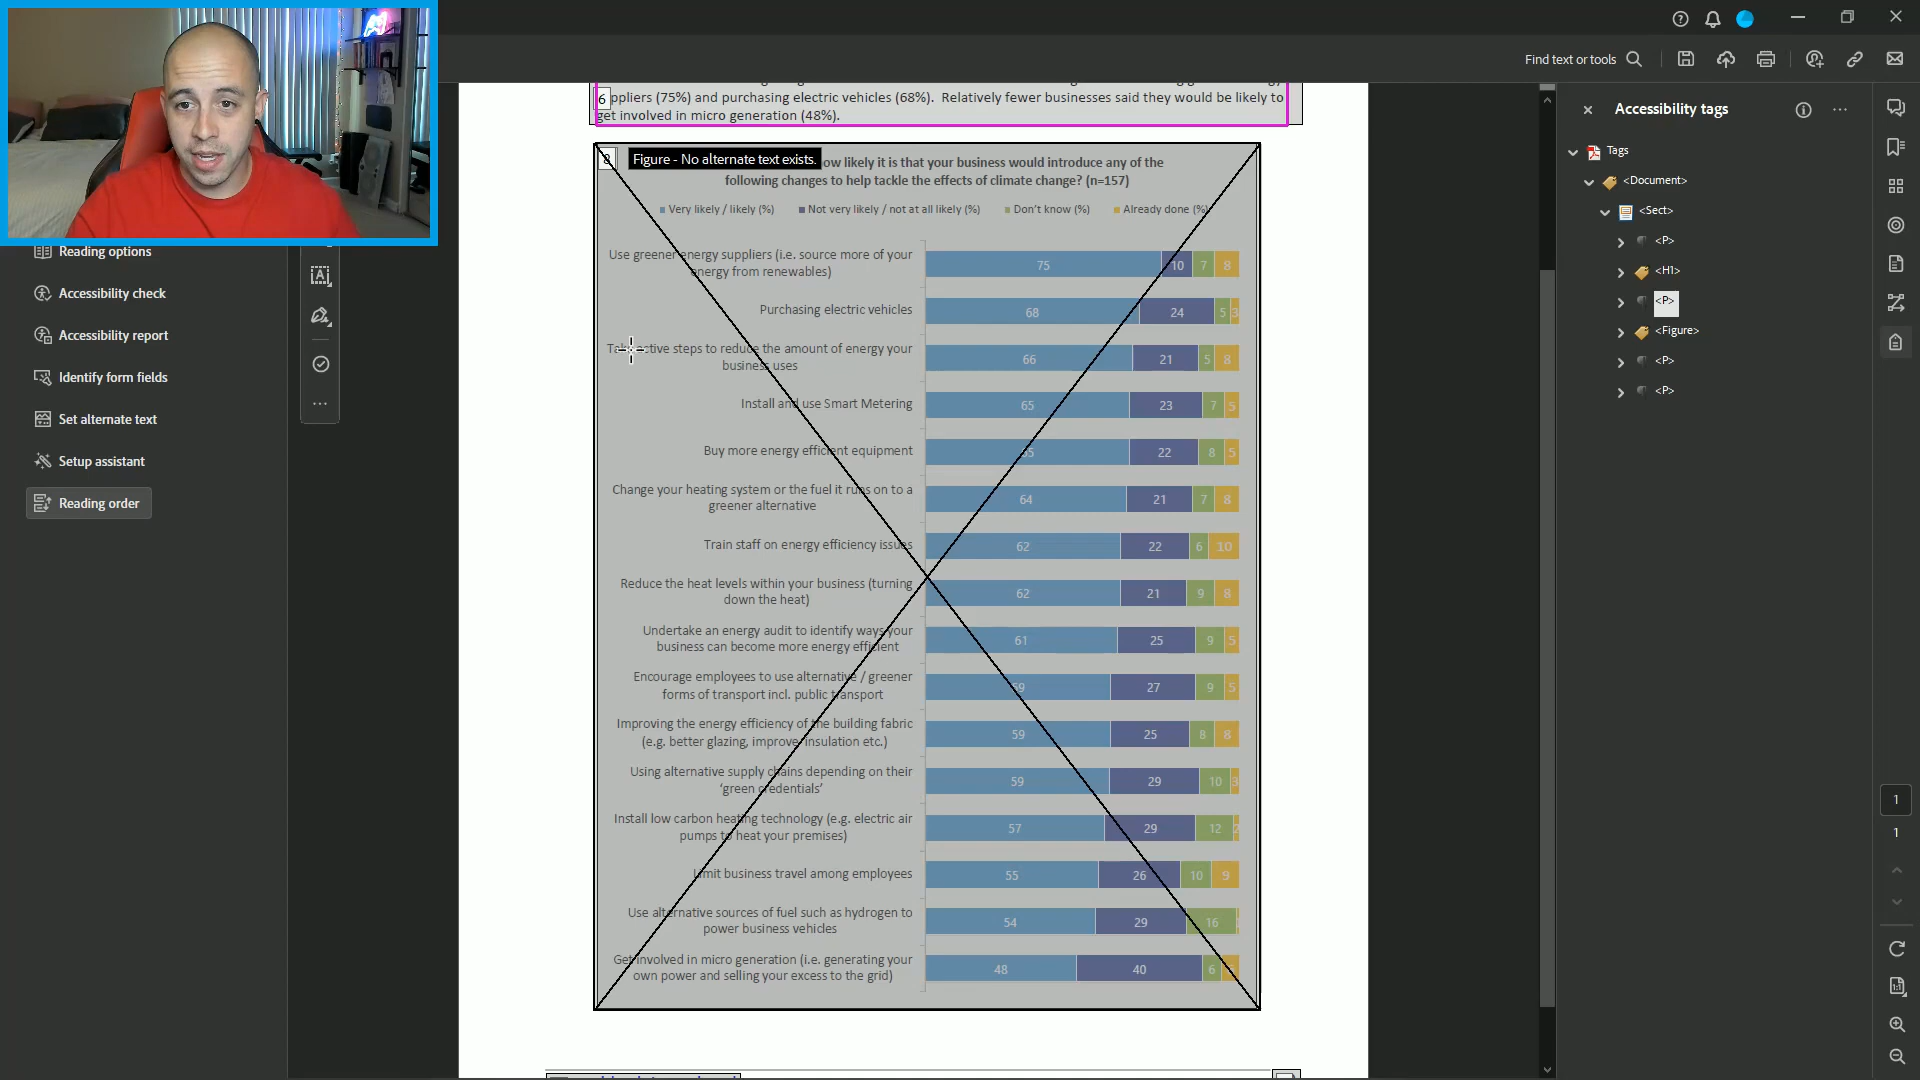 Find text or tools
Reading options
Accessibility check
Accessibility report
Identify form fields
Set alternate text
Setup assistant
Reading order
6 ppliers (75%) and purchasing electric vehicles (68%).  Relatively fewer businesses said they would be likely to
get involved in micro generation (48%).
8 Figure - No alternate text exists. ow likely it is that your business would introduce any of the
following changes to help tackle the effects of climate change? (n=157)
Very likely / likely (%) Not very likely / not at all likely (%) Don't know (%) Already done (%)
Use greener energy suppliers (i.e. source more of your
energy from renewables)
75 10 7 8
Purchasing electric vehicles 68 24 5 3
Take active steps to reduce the amount of energy your
business uses
66 21 5 8
Install and use Smart Metering 65 23 7 5
Buy more energy efficient equipment 65 22 8 5
Change your heating system or the fuel it runs on to a
greener alternative
64 21 7 8
Train staff on energy efficiency issues 62 22 6 10
Reduce the heat levels within your business (turning
down the heat)
62 21 9 8
Undertake an energy audit to identify ways your
business can become more energy efficient
61 25 9 5
Encourage employees to use alternative / greener
forms of transport incl. public transport
59 27 9 5
Improving the energy efficiency of the building fabric
(e.g. better glazing, improve insulation etc.)
59 25 8 8
Using alternative supply chains depending on their
‘green credentials’
59 29 10 3
Install low carbon heating technology (e.g. electric air
pumps to heat your premises)
57 29 12 2
Limit business travel among employees 55 26 10 9
Use alternative sources of fuel such as hydrogen to
power business vehicles
54 29 16
Get involved in micro generation (i.e. generating your
own power and selling your excess to the grid)
48 40 6
Accessibility tags
Tags
<Document>
<Sect>
<P>
<H1>
<P>
<Figure>
<P>
<P>
1
1